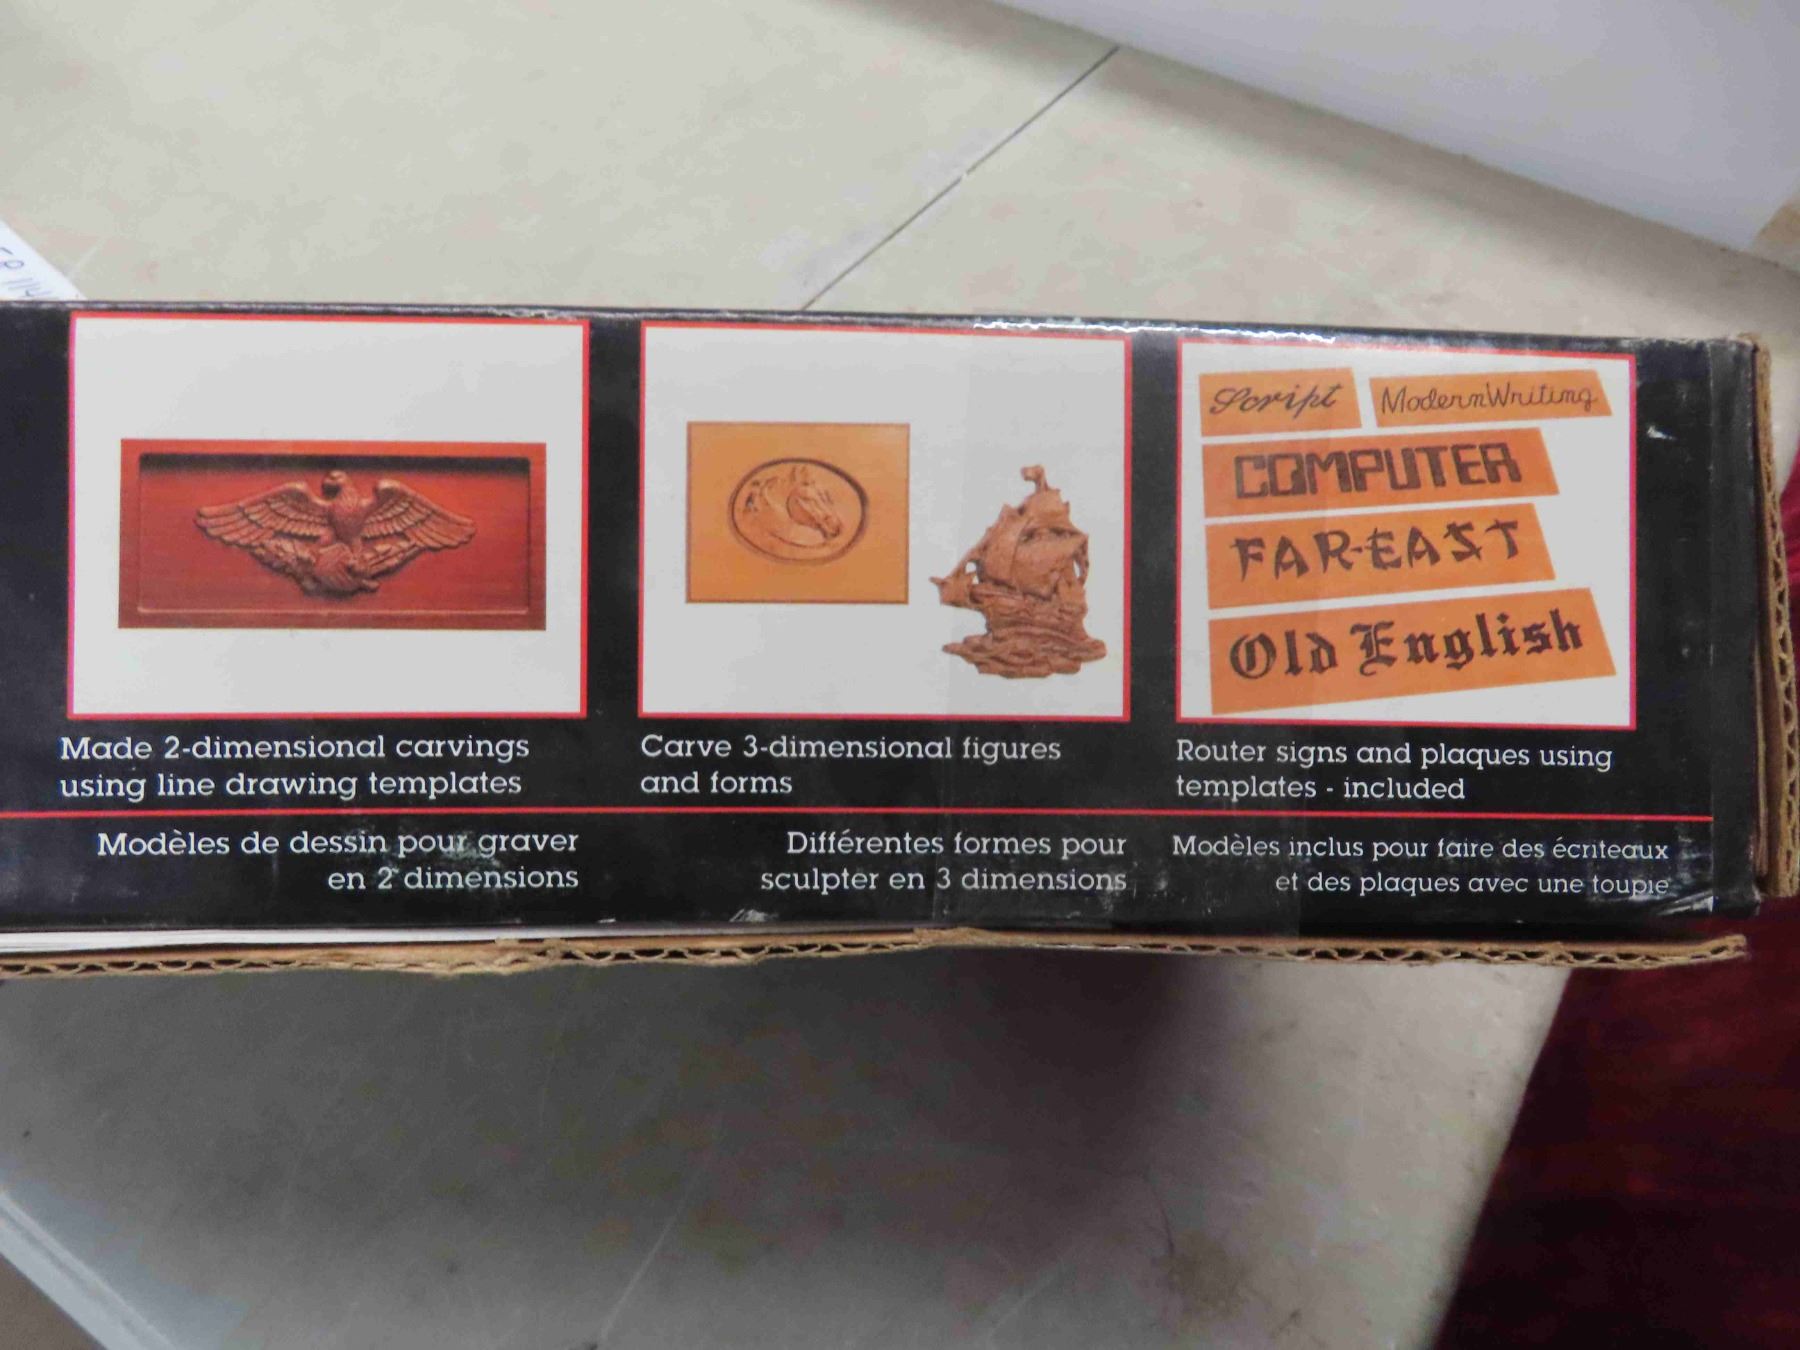 Script
ModernWriting
COMPUTER
FAR-EAST
Old English
Made 2-dimensional carvings
using line drawing templates
Carve 3-dimensional figures
and forms
Router signs and plaques using
templates - included
Modèles de dessin pour graver
en 2 dimensions
Différentes formes pour
sculpter en 3 dimensions
Modèles inclus pour faire des écriteaux
et des plaques avec une toupie